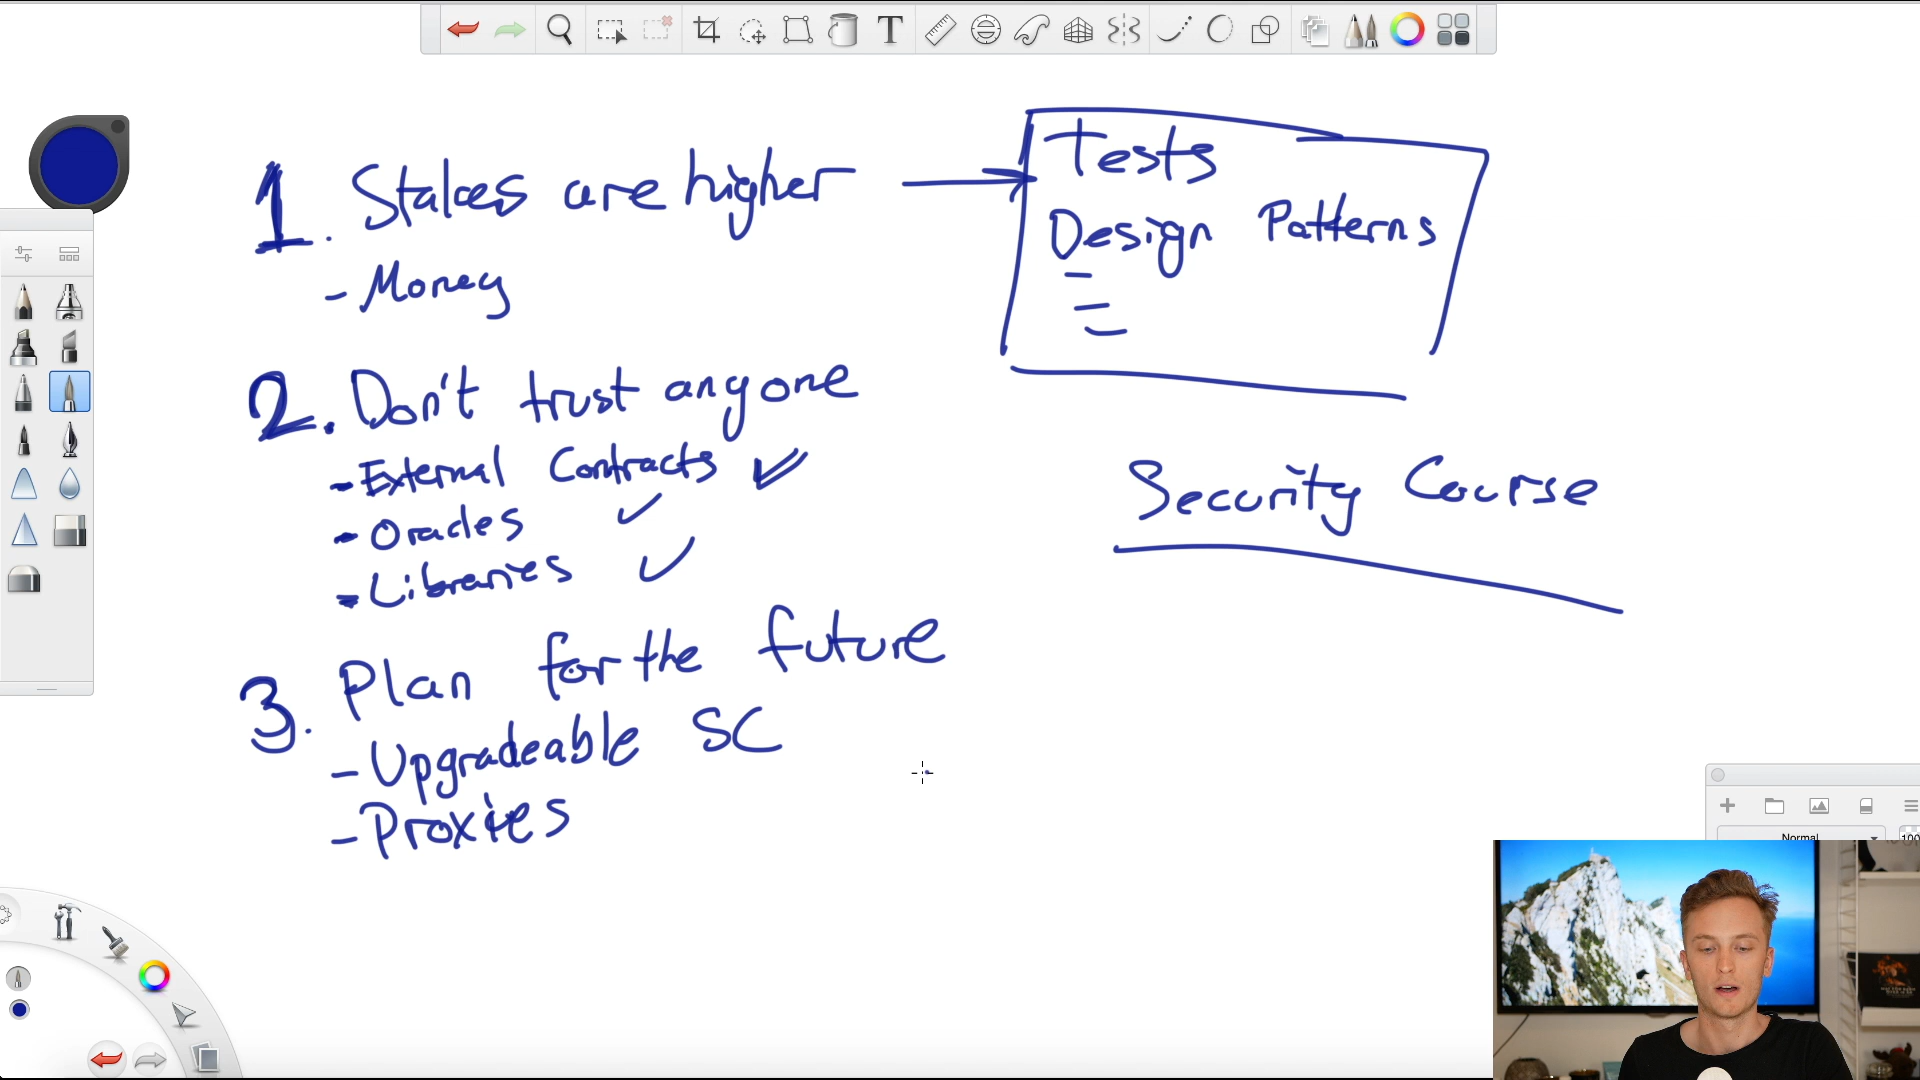 1. Stakes are higher
- Money
2. Don't trust anyone
- External Contracts
- Oracles
- Libraries
3. Plan for the future
- Upgradeable SC
- Proxies
Tests
Design Patterns
Security Course
T
Normal
100